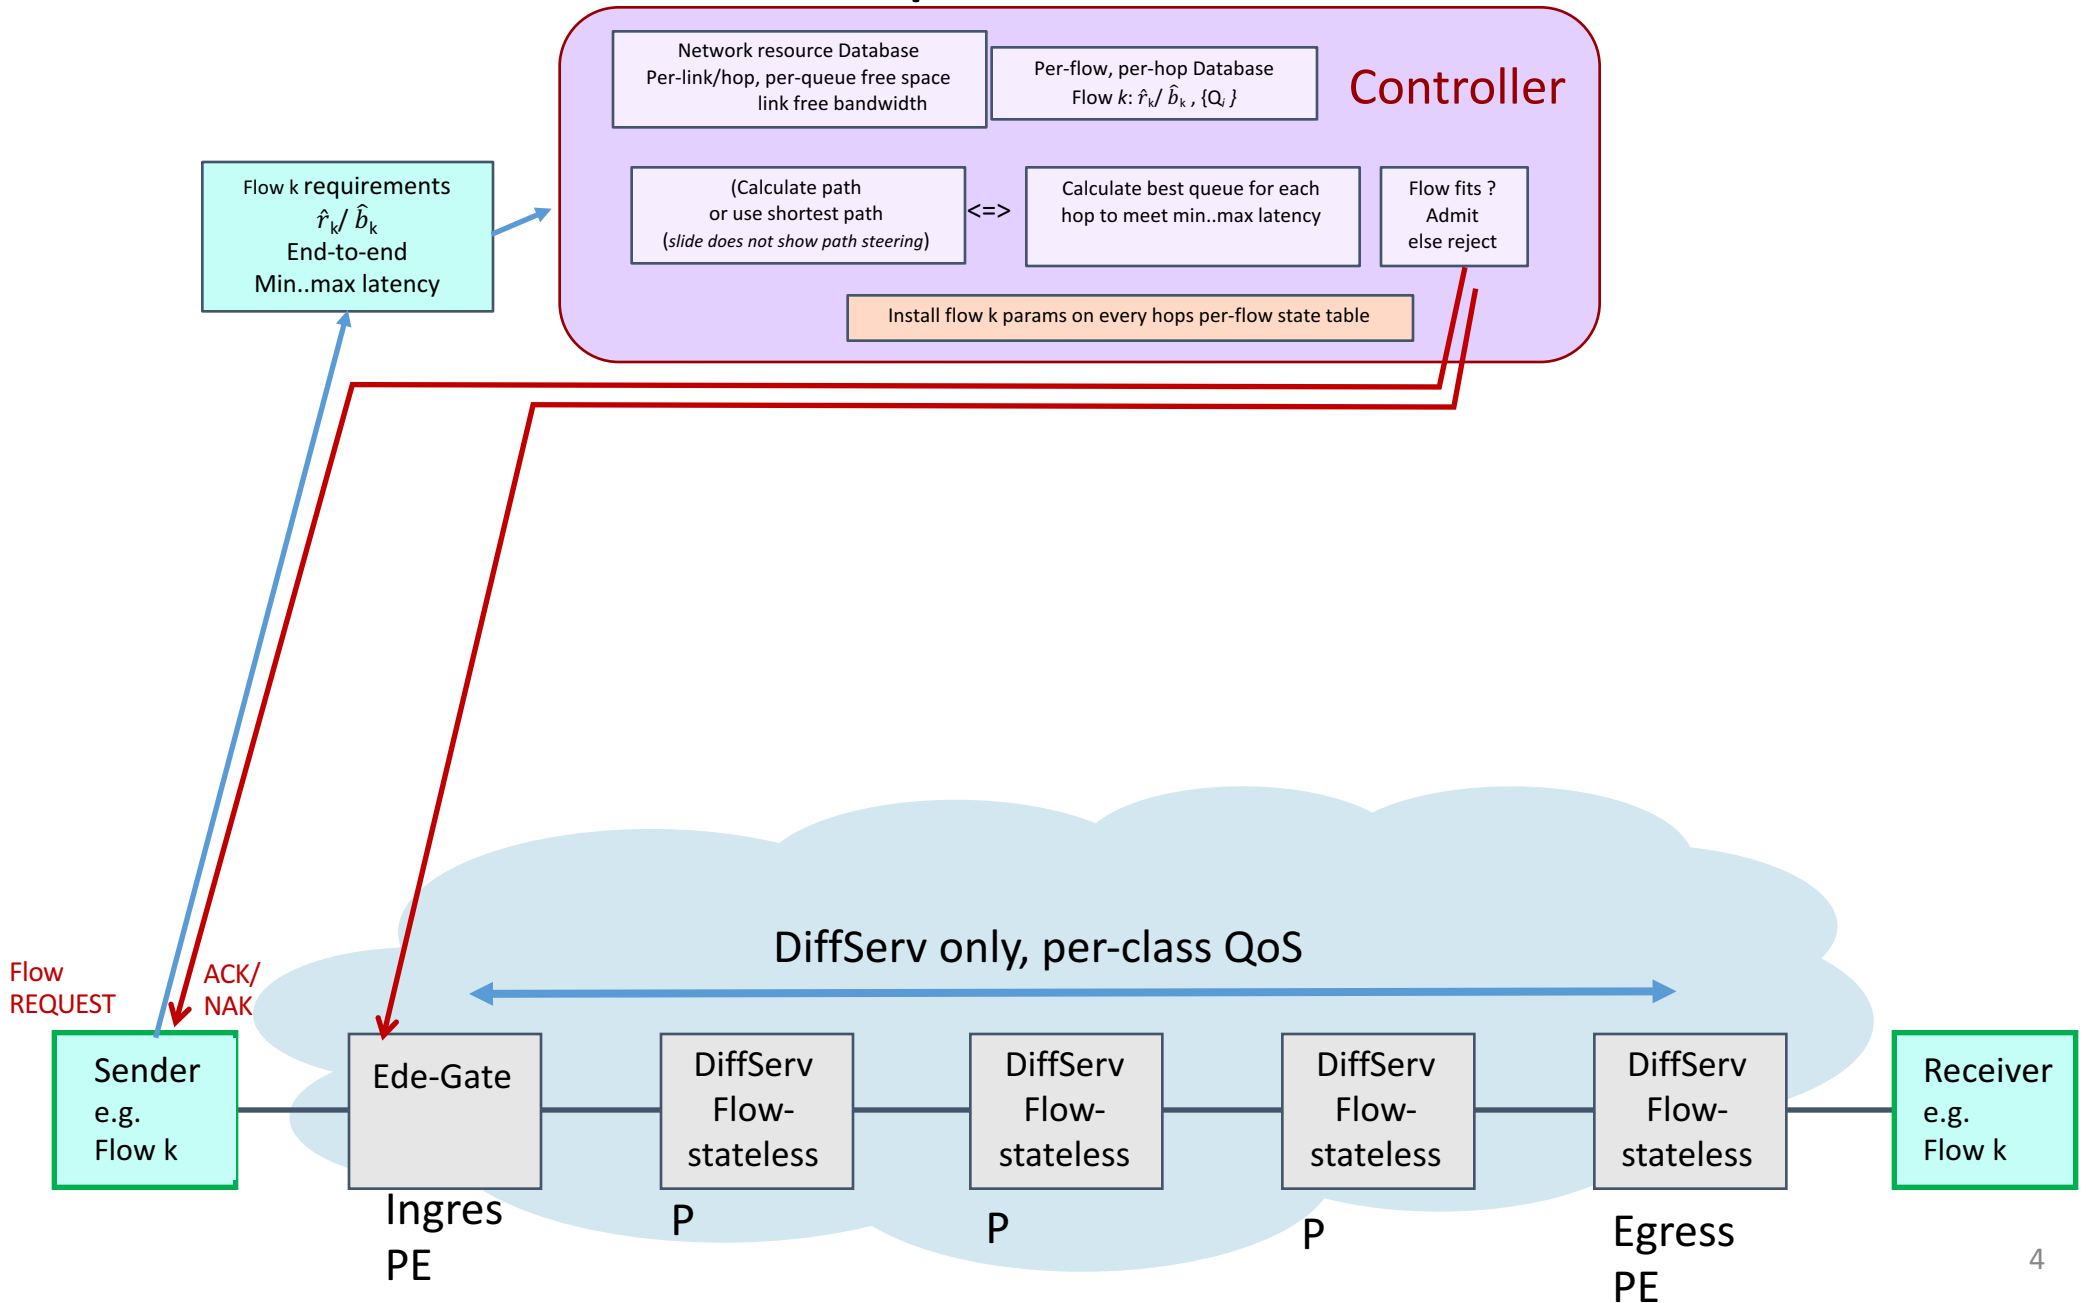 Network resource Database
Per-link/hop, per-queue free space
link free bandwidth
Per-flow, per-hop Database
Flow k: r̂k/ b̂k , {Qi }
Controller
Flow k requirements
r̂k/ b̂k
End-to-end
Min..max latency
(Calculate path
or use shortest path
(slide does not show path steering)
<=>
Calculate best queue for each
hop to meet min..max latency
Flow fits ?
Admit
else reject
Install flow k params on every hops per-flow state table
DiffServ only, per-class QoS
Flow
REQUEST
ACK/
NAK
Sender
e.g.
Flow k
Ede-Gate
DiffServ
Flow-
stateless
DiffServ
Flow-
stateless
DiffServ
Flow-
stateless
DiffServ
Flow-
stateless
Receiver
e.g.
Flow k
Ingres
PE
P
P
P
Egress
PE
4